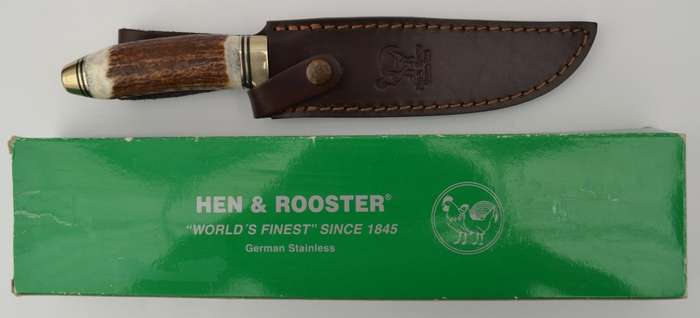 HEN & ROOSTER®
"WORLD'S FINEST" SINCE 1845
German Stainless